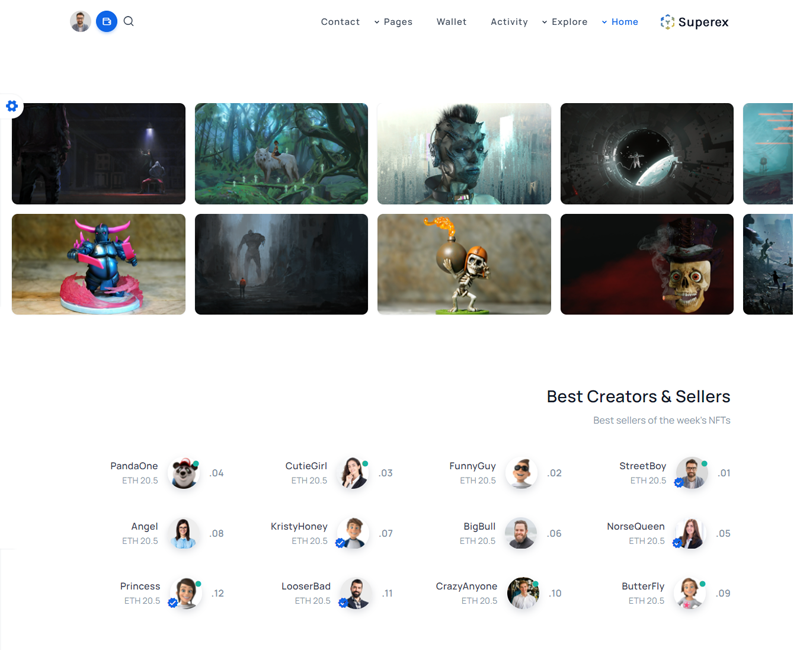 Contact
Pages
Wallet
Activity
Explore
Home
Superex
Best Creators & Sellers
Best sellers of the week's NFTs
PandaOne
ETH 20.5
.04
CutieGirl
ETH 20.5
.03
FunnyGuy
ETH 20.5
.02
StreetBoy
ETH 20.5
.01
Angel
ETH 20.5
.08
KristyHoney
ETH 20.5
.07
BigBull
ETH 20.5
.06
NorseQueen
ETH 20.5
.05
Princess
ETH 20.5
.12
LooserBad
ETH 20.5
.11
CrazyAnyone
ETH 20.5
.10
ButterFly
ETH 20.5
.09